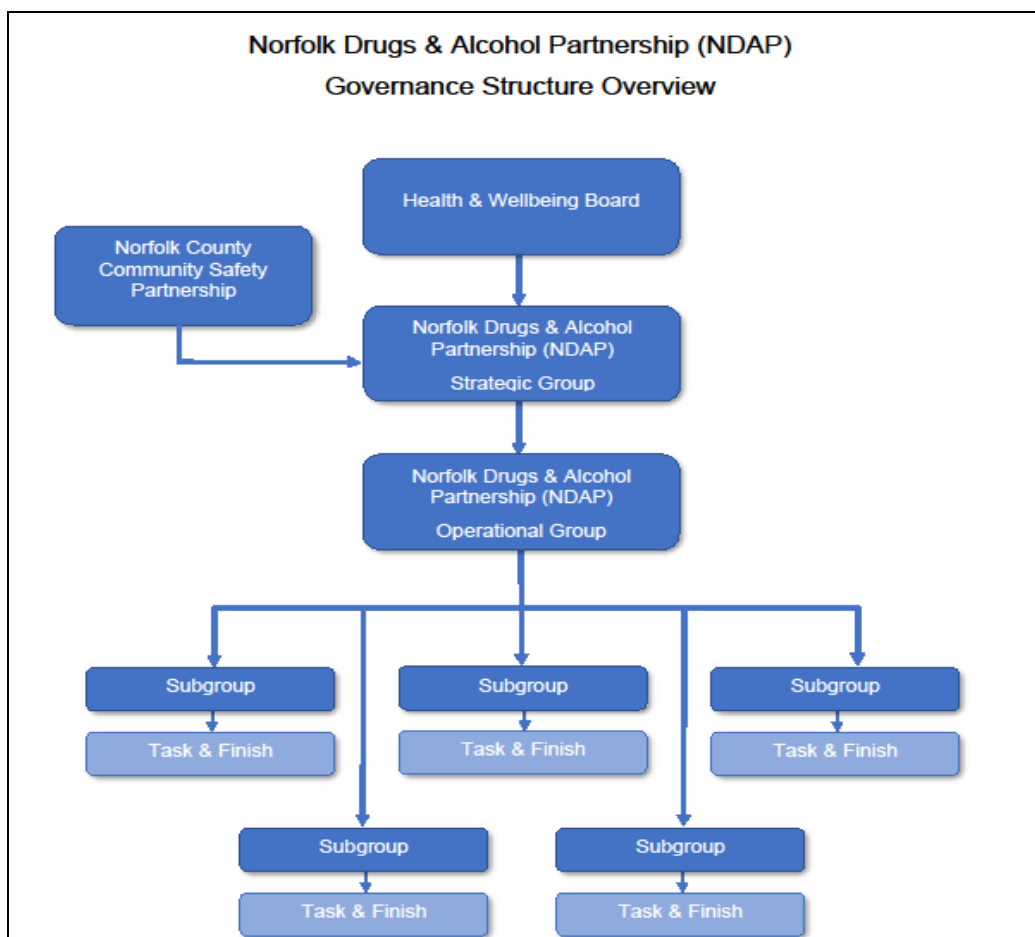 Norfolk Drugs & Alcohol Partnership (NDAP)
Governance Structure Overview
Health & Wellbeing Board
Norfolk County
Community Safety
Partnership
Norfolk Drugs & Alcohol
Partnership (NDAP)
Strategic Group
Norfolk Drugs & Alcohol
Partnership (NDAP)
Operational Group
Subgroup
Task & Finish
Subgroup
Task & Finish
Subgroup
Task & Finish
Subgroup
Task & Finish
Subgroup
Task & Finish